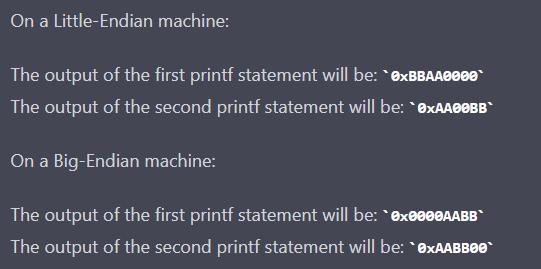 On a Little-Endian machine:
The output of the first printf statement will be: `0xBBAA0000`
The output of the second printf statement will be: `0xAA00BB`
On a Big-Endian machine:
The output of the first printf statement will be: `0x0000AABB`
The output of the second printf statement will be: `0xAABB00`